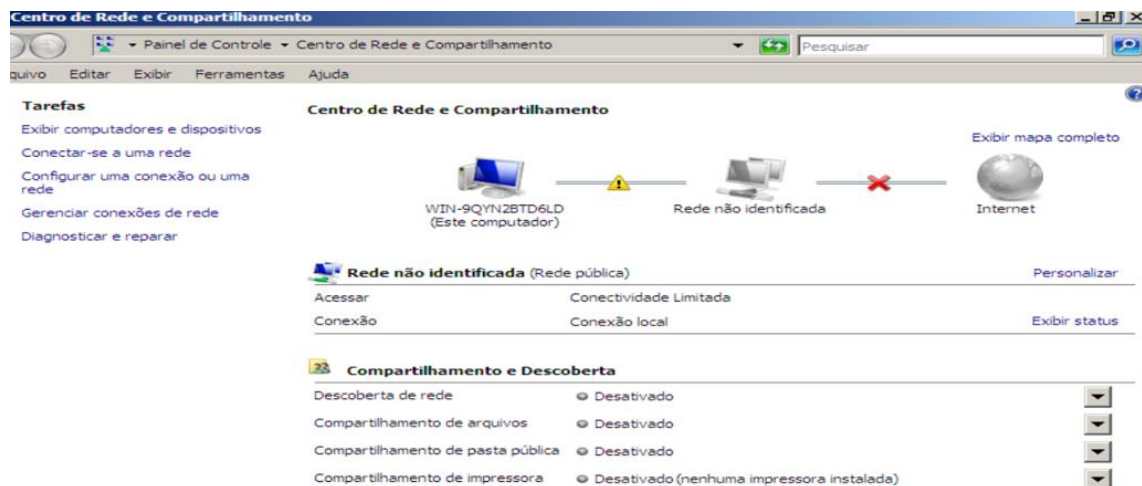 Centro de Rede e Compartilhamento
Painel de Controle Centro de Rede e Compartilhamento Pesquisar
quivo Editar Exibir Ferramentas Ajuda
Tarefas
Exibir computadores e dispositivos
Conectar-se a uma rede
Configurar uma conexão ou uma
rede
Gerenciar conexões de rede
Diagnosticar e reparar
Centro de Rede e Compartilhamento
Exibir mapa completo
WIN-9QYN2BTD6LD
(Este computador)
Rede não identificada
Internet
Rede não identificada (Rede pública) Personalizar
Acessar Conectividade Limitada
Conexão Conexão local Exibir status
Compartilhamento e Descoberta
Descoberta de rede Desativado
Compartilhamento de arquivos Desativado
Compartilhamento de pasta pública Desativado
Compartilhamento de impressora Desativado (nenhuma impressora instalada)